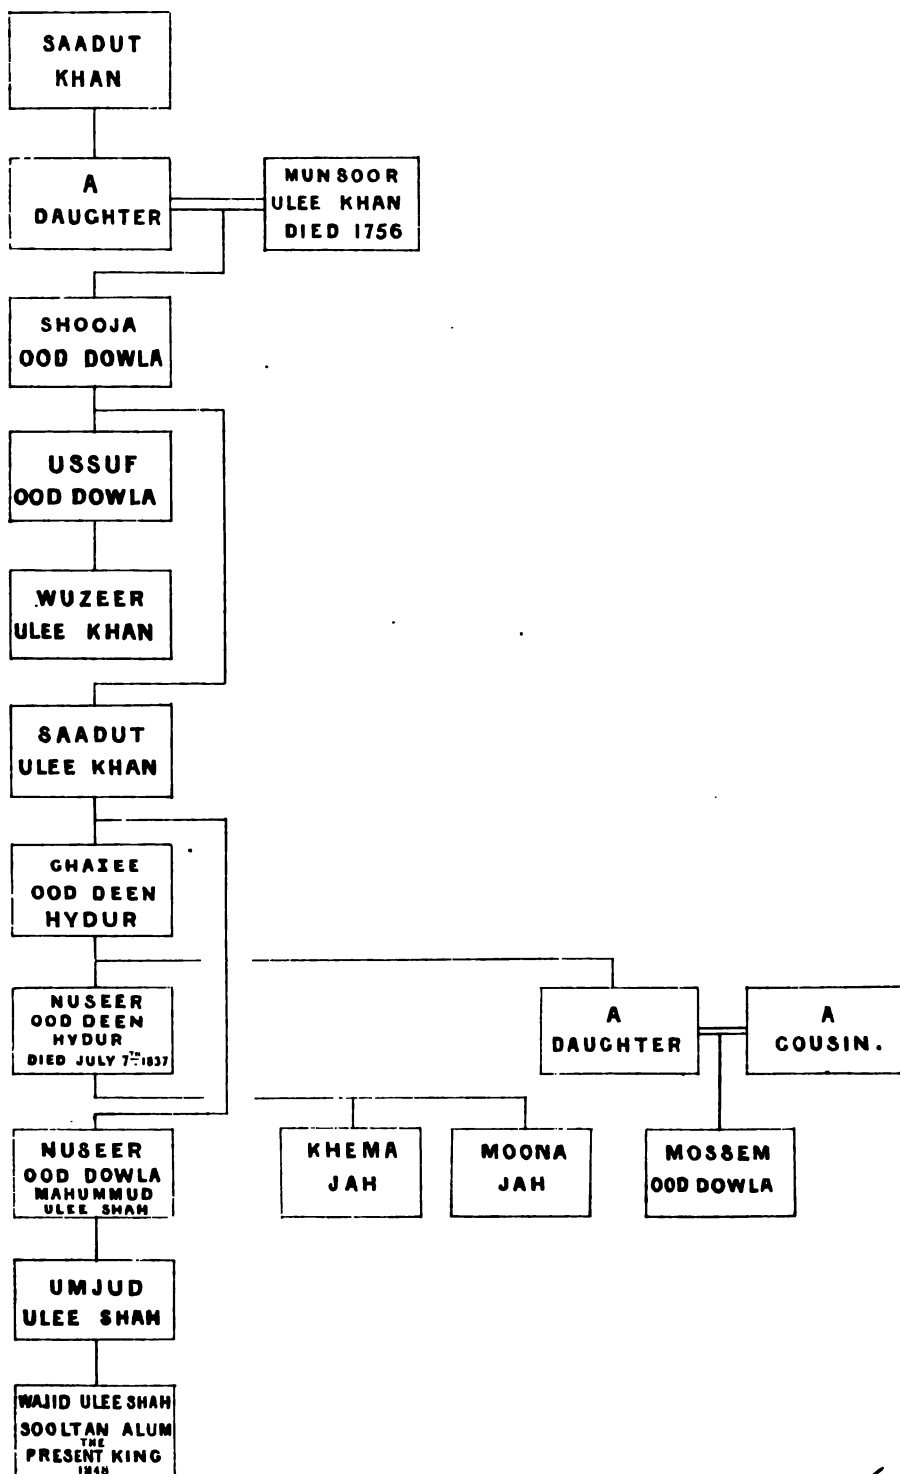 SAADUT
KHAN
A
DAUGHTER
MUNSOOR
ULEE KHAN
DIED 1756
SHOOJA
OOD DOWLA
USSUF
OOD DOWLA
WUZEER
ULEE KHAN
SAADUT
ULEE KHAN
GHAZEE
OOD DEEN
HYDUR
NUSEER
OOD DEEN
HYDUR
DIED JULY 7TH 1837
A
DAUGHTER
A
COUSIN.
NUSEER
OOD DOWLA
MAHUMMUD
ULEE SHAH
KHEMA
JAH
MOONA
JAH
MOSSEM
OOD DOWLA
UMJUD
ULEE SHAH
WAJID ULEE SHAH
SOOLTAN ALUM
THE
PRESENT KING
1848